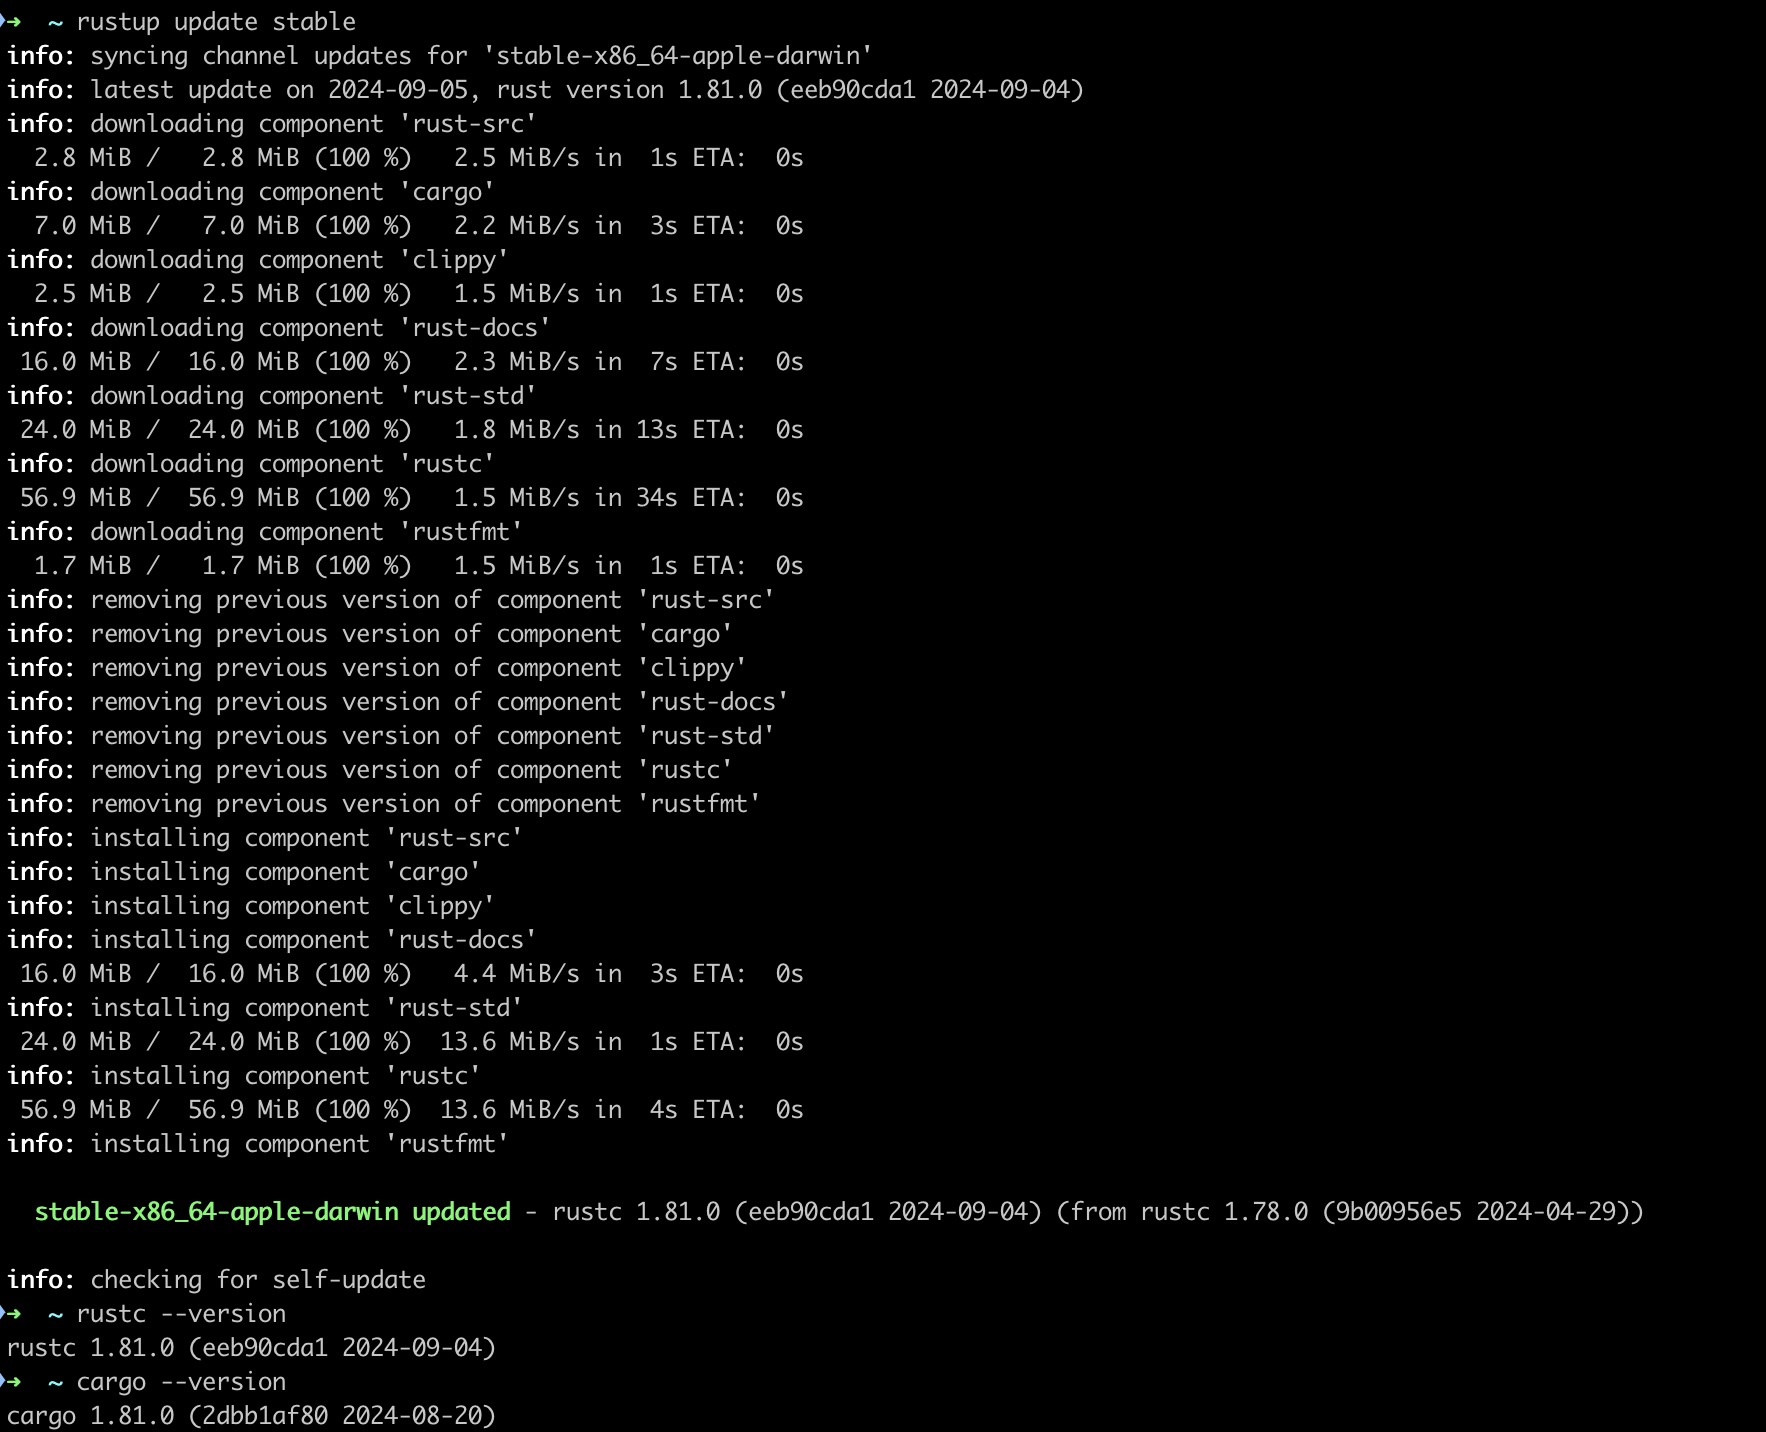 ➜  ~ rustup update stable
info: syncing channel updates for 'stable-x86_64-apple-darwin'
info: latest update on 2024-09-05, rust version 1.81.0 (eeb90cda1 2024-09-04)
info: downloading component 'rust-src'
  2.8 MiB /   2.8 MiB (100 %)   2.5 MiB/s in  1s ETA:  0s
info: downloading component 'cargo'
  7.0 MiB /   7.0 MiB (100 %)   2.2 MiB/s in  3s ETA:  0s
info: downloading component 'clippy'
  2.5 MiB /   2.5 MiB (100 %)   1.5 MiB/s in  1s ETA:  0s
info: downloading component 'rust-docs'
 16.0 MiB /  16.0 MiB (100 %)   2.3 MiB/s in  7s ETA:  0s
info: downloading component 'rust-std'
 24.0 MiB /  24.0 MiB (100 %)   1.8 MiB/s in 13s ETA:  0s
info: downloading component 'rustc'
 56.9 MiB /  56.9 MiB (100 %)   1.5 MiB/s in 34s ETA:  0s
info: downloading component 'rustfmt'
  1.7 MiB /   1.7 MiB (100 %)   1.5 MiB/s in  1s ETA:  0s
info: removing previous version of component 'rust-src'
info: removing previous version of component 'cargo'
info: removing previous version of component 'clippy'
info: removing previous version of component 'rust-docs'
info: removing previous version of component 'rust-std'
info: removing previous version of component 'rustc'
info: removing previous version of component 'rustfmt'
info: installing component 'rust-src'
info: installing component 'cargo'
info: installing component 'clippy'
info: installing component 'rust-docs'
 16.0 MiB /  16.0 MiB (100 %)   4.4 MiB/s in  3s ETA:  0s
info: installing component 'rust-std'
 24.0 MiB /  24.0 MiB (100 %)  13.6 MiB/s in  1s ETA:  0s
info: installing component 'rustc'
 56.9 MiB /  56.9 MiB (100 %)  13.6 MiB/s in  4s ETA:  0s
info: installing component 'rustfmt'
  stable-x86_64-apple-darwin updated - rustc 1.81.0 (eeb90cda1 2024-09-04) (from rustc 1.78.0 (9b00956e5 2024-04-29))
info: checking for self-update
➜  ~ rustc --version
rustc 1.81.0 (eeb90cda1 2024-09-04)
➜  ~ cargo --version
cargo 1.81.0 (2dbb1af80 2024-08-20)